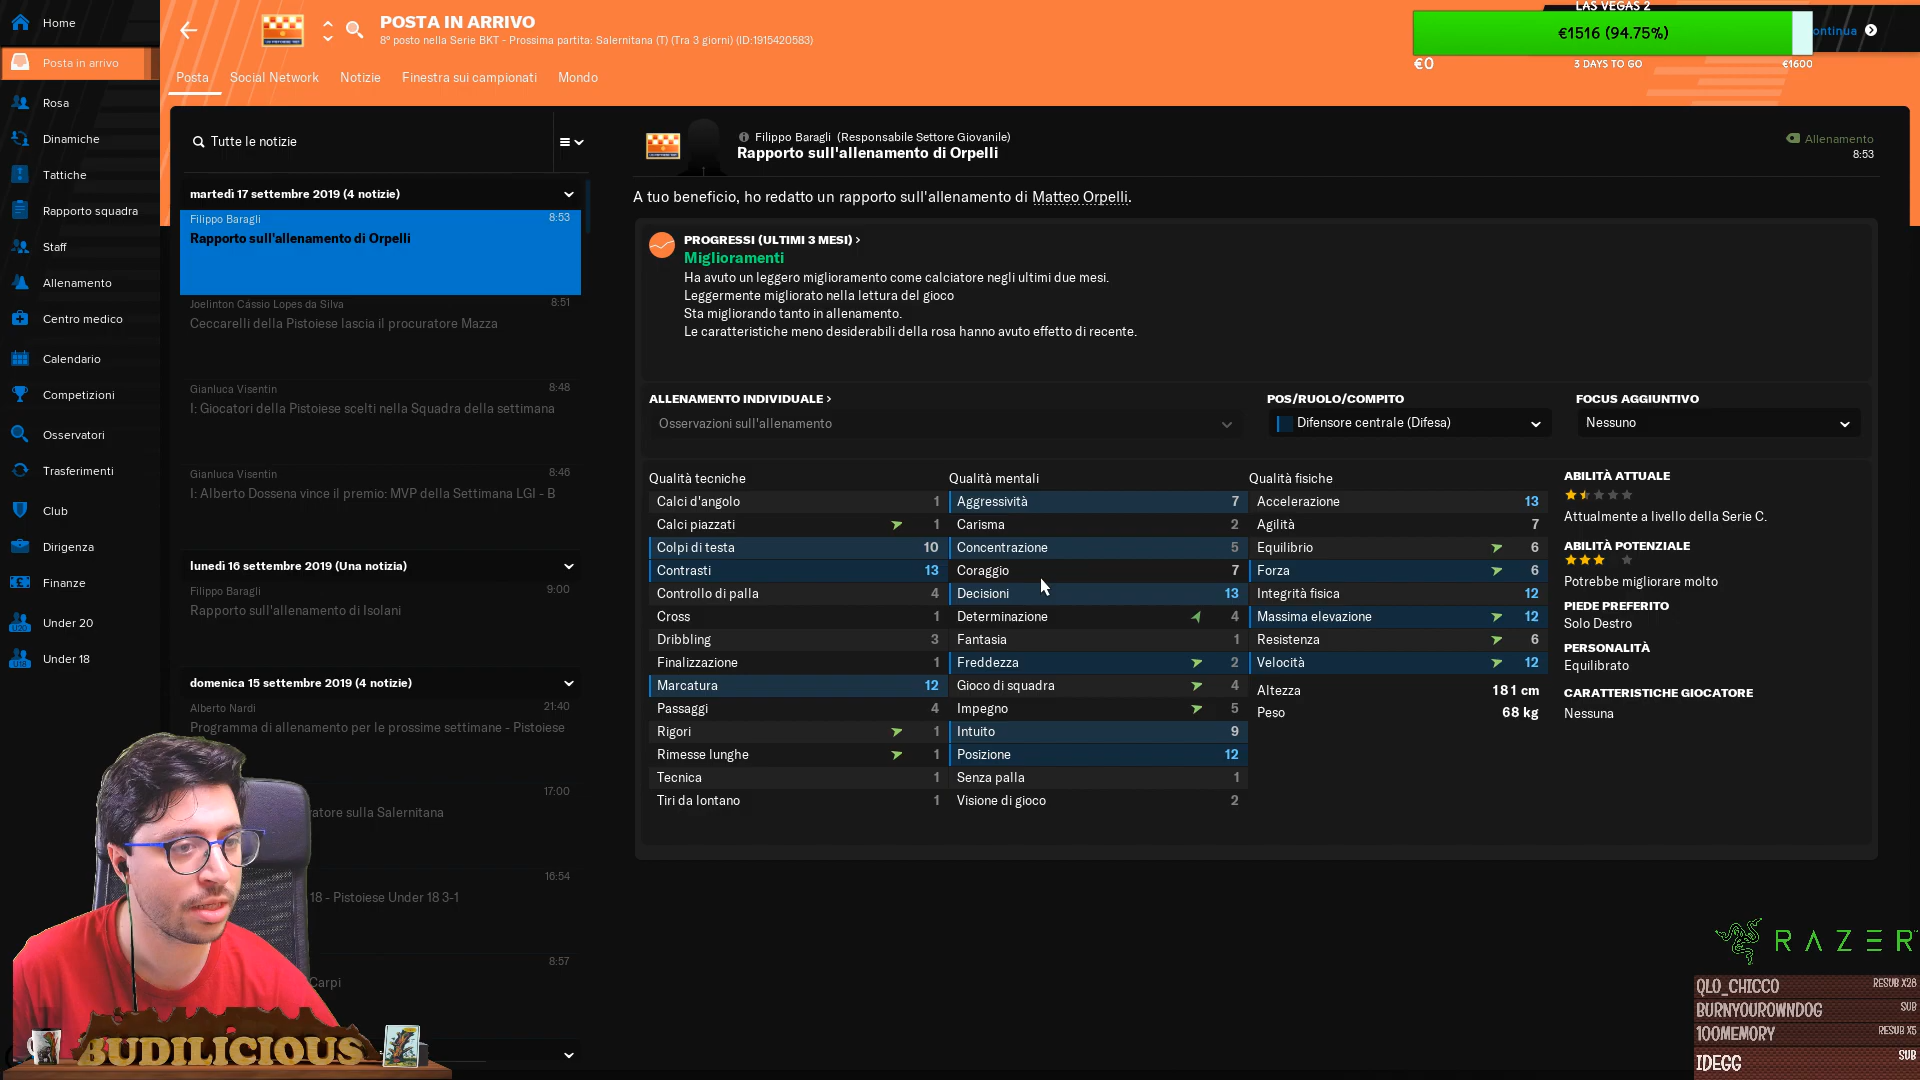 Home
Posta in arrivo
Rosa
Dinamiche
Tattiche
Rapporto squadra
Staff
Allenamento
Centro medico
Calendario
Competizioni
Osservatori
Trasferimenti
Club
Dirigenza
Finanze
Under 20
Under 18
POSTA IN ARRIVO
8º posto nella Serie BKT - Prossima partita: Salernitana (T) (Tra 3 giorni) (ID:1915420583)
Posta Social Network Notizie Finestra sui campionati Mondo
LAS VEGAS 2
€1516 (94.75%)
€0 3 DAYS TO GO €1600
ontinua
Tutte le notizie
martedì 17 settembre 2019 (4 notizie)
Filippo Baragli 8:53
Rapporto sull'allenamento di Orpelli
Joelinton Cássio Lopes da Silva 8:51
Ceccarelli della Pistoiese lascia il procuratore Mazza
Gianluca Visentin 8:48
I: Giocatori della Pistoiese scelti nella Squadra della settimana
Gianluca Visentin 8:46
I: Alberto Dossena vince il premio: MVP della Settimana LGI - B
lunedì 16 settembre 2019 (Una notizia)
Filippo Baragli 9:00
Rapporto sull'allenamento di Isolani
domenica 15 settembre 2019 (4 notizie)
Alberto Nardi 21:40
Programma di allenamento per le prossime settimane - Pistoiese
17:00
vatore sulla Salernitana
16:54
18 - Pistoiese Under 18 3-1
8:57
Carpi
Filippo Baragli (Responsabile Settore Giovanile)
Rapporto sull'allenamento di Orpelli
Allenamento
8:53
A tuo beneficio, ho redatto un rapporto sull'allenamento di Matteo Orpelli.
PROGRESSI (ULTIMI 3 MESI) >
Miglioramenti
Ha avuto un leggero miglioramento come calciatore negli ultimi due mesi.
Leggermente migliorato nella lettura del gioco
Sta migliorando tanto in allenamento.
Le caratteristiche meno desiderabili della rosa hanno avuto effetto di recente.
ALLENAMENTO INDIVIDUALE >
Osservazioni sull'allenamento
POS/RUOLO/COMPITO
Difensore centrale (Difesa)
FOCUS AGGIUNTIVO
Nessuno
Qualità tecniche
Calci d'angolo 1
Calci piazzati 1
Colpi di testa 10
Contrasti 13
Controllo di palla 4
Cross 1
Dribbling 3
Finalizzazione 1
Marcatura 12
Passaggi 4
Rigori 1
Rimesse lunghe 1
Tecnica 1
Tiri da lontano 1
Qualità mentali
Aggressività 7
Carisma 2
Concentrazione 5
Coraggio 7
Decisioni 13
Determinazione 4
Fantasia 1
Freddezza 2
Gioco di squadra 4
Impegno 5
Intuito 9
Posizione 12
Senza palla 1
Visione di gioco 2
Qualità fisiche
Accelerazione 13
Agilità 7
Equilibrio 6
Forza 6
Integrità fisica 12
Massima elevazione 12
Resistenza 6
Velocità 12
Altezza 181 cm
Peso 68 kg
ABILITÀ ATTUALE
Attualmente a livello della Serie C.
ABILITÀ POTENZIALE
Potrebbe migliorare molto
PIEDE PREFERITO
Solo Destro
PERSONALITÀ
Equilibrato
CARATTERISTICHE GIOCATORE
Nessuna
RAZER
QLO_CHICCO RESUB X28
BURNYOUROWNDOG SUB
100MEMORY RESUB X5
IDEGG SUB
BUDILICIOUS